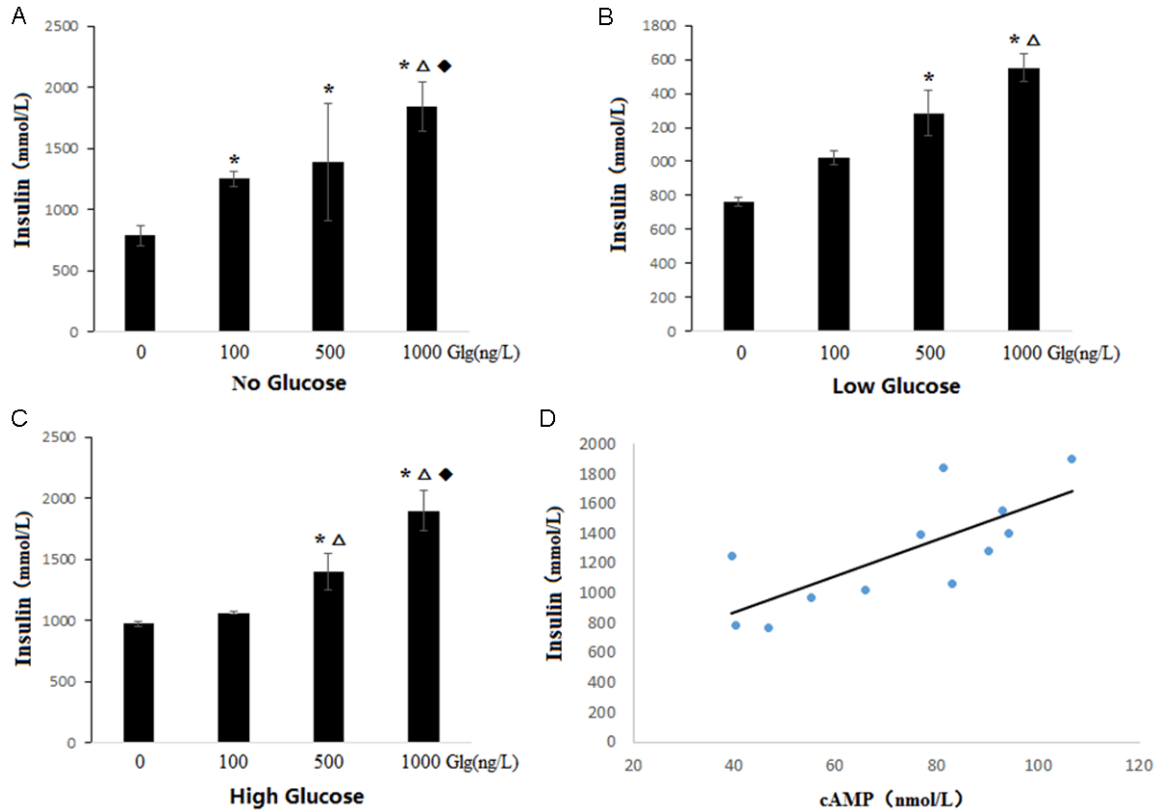 A
2500
2000
1500
1000
500
0
Insulin (mmol/L)
*
*
* △ ◆
0 100 500 1000 Glg(ng/L)
No Glucose
B
1800
600
400
200
000
800
600
400
200
0
Insulin (mmol/L)
*
* △
0 100 500 1000 Glg(ng/L)
Low Glucose
C
2500
2000
1500
1000
500
0
Insulin (mmol/L)
* △
* △ ◆
0 100 500 1000 Glg(ng/L)
High Glucose
D
2000
1800
1600
1400
1200
1000
800
600
400
200
0
Insulin (mmol/L)
20 40 60 80 100 120
cAMP (nmol/L)